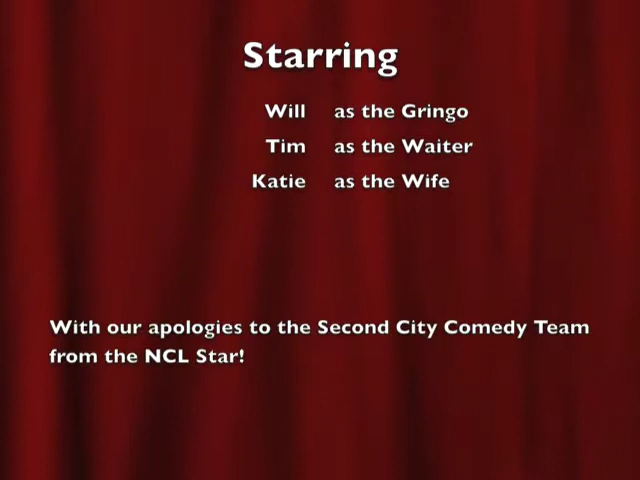 Starring
Will as the Gringo
Tim as the Waiter
Katie as the Wife
With our apologies to the Second City Comedy Team
from the NCL Star!